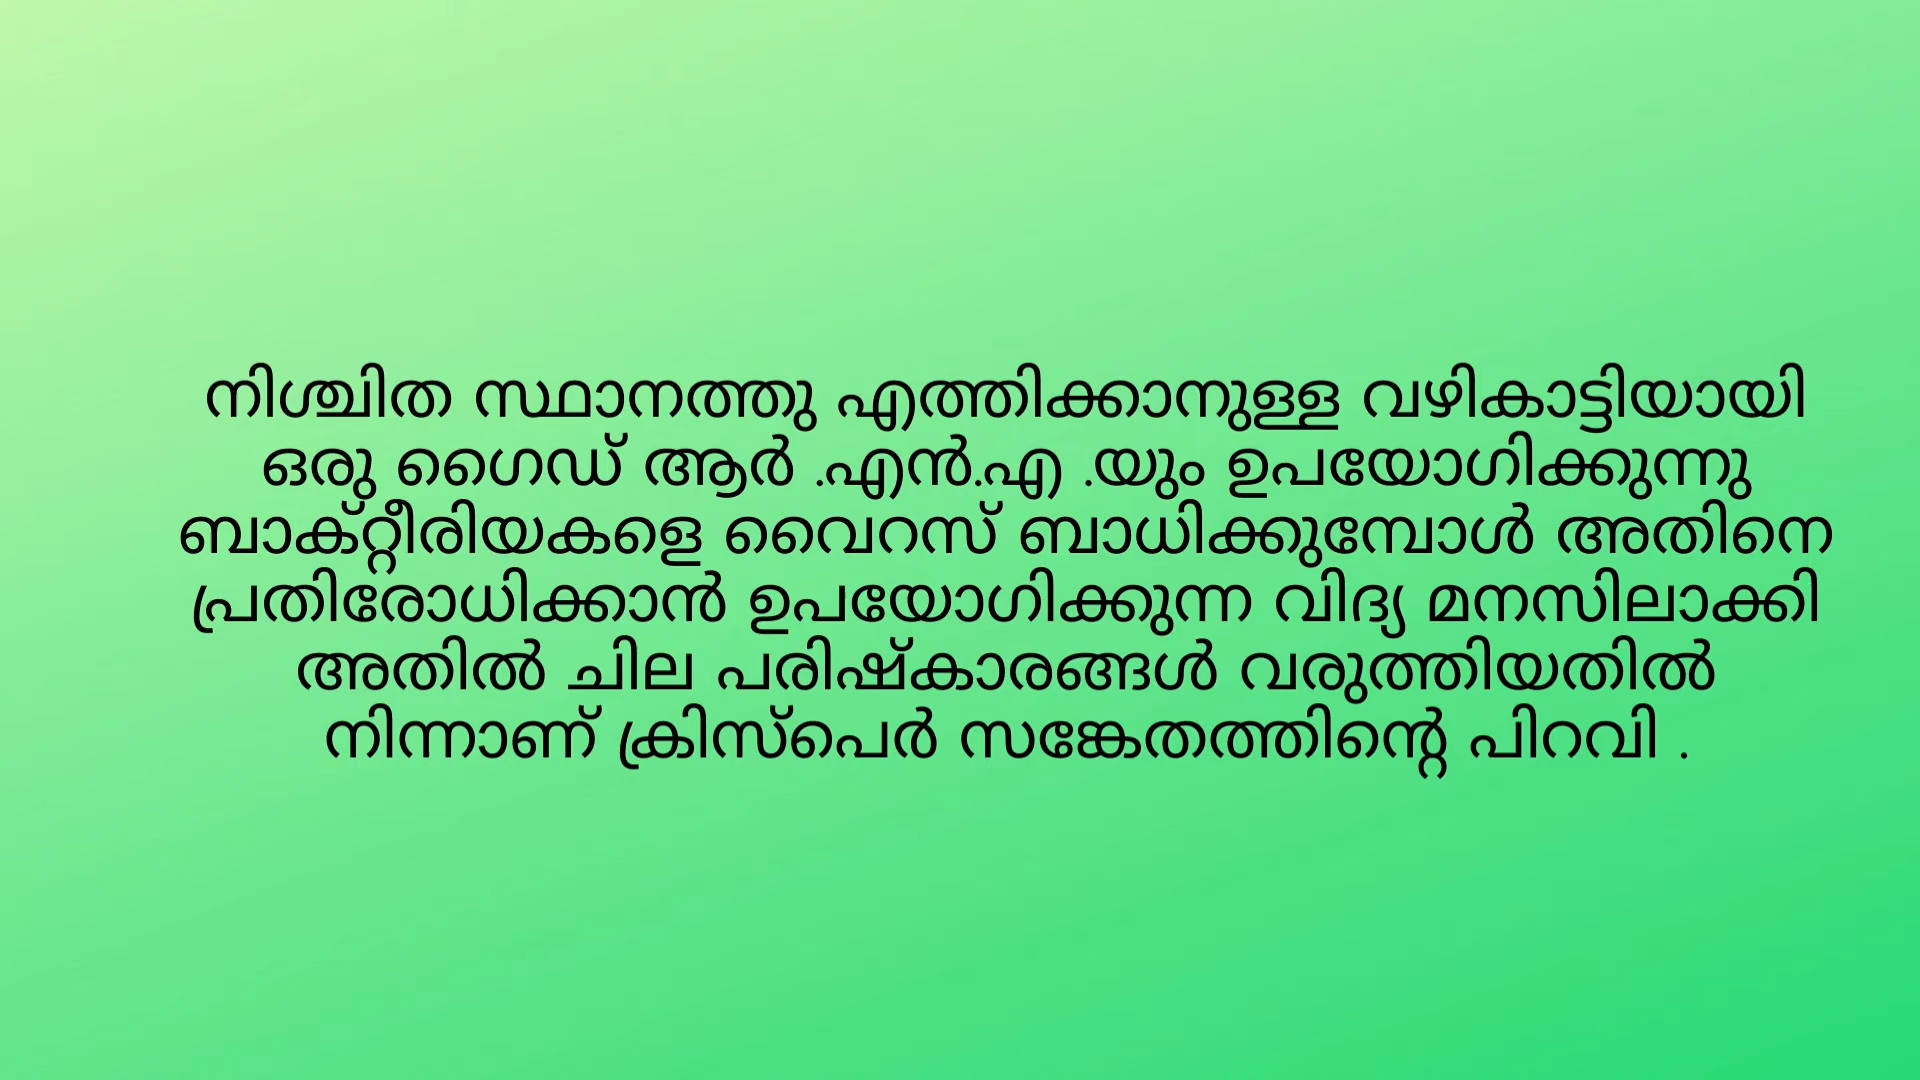 നിശ്ചിത സ്ഥാനത്തു എത്തിക്കാനുള്ള വഴികാട്ടിയായി
ഒരു ഗൈഡ് ആർ .എൻ.എ .യും ഉപയോഗിക്കുന്നു
ബാക്റ്റീരിയകളെ വൈറസ് ബാധിക്കുമ്പോൾ അതിനെ
പ്രതിരോധിക്കാൻ ഉപയോഗിക്കുന്ന വിദ്യ മനസിലാക്കി
അതിൽ ചില പരിഷ്കാരങ്ങൾ വരുത്തിയതിൽ
നിന്നാണ് ക്രിസ്പെർ സങ്കേതത്തിന്റെ പിറവി .